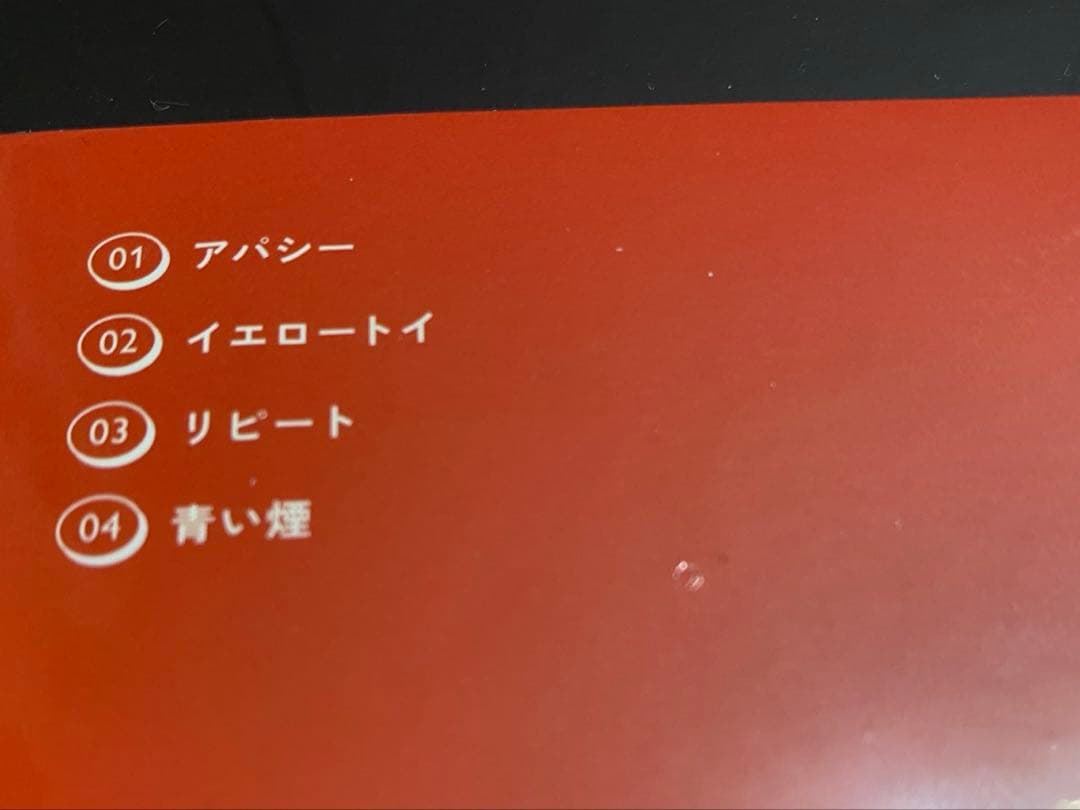 01 アパシー
02 イエロートイ
03 リピート
04 青い煙